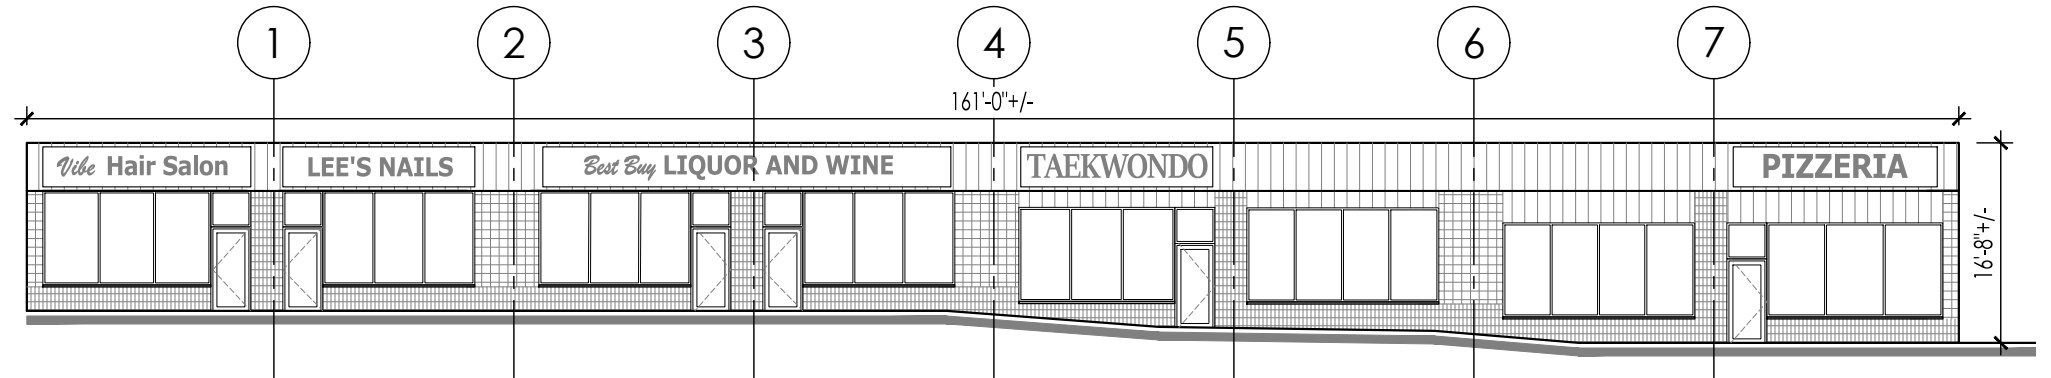 1 2 3 4 5 6 7
161'-0"+/-
Vibe Hair Salon
LEE'S NAILS
Best Buy LIQUOR AND WINE
TAEKWONDO
PIZZERIA
16'-8"+/-